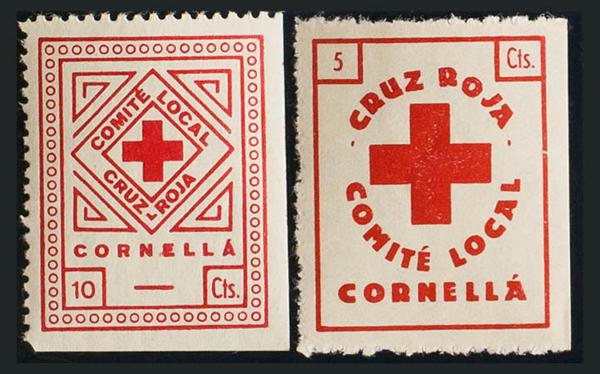 COMITÉ LOCAL
CRUZ-ROJA
CORNELLÁ
10 — Cts.
5 Cts.
· CRUZ ROJA ·
COMITÉ LOCAL
CORNELLÁ